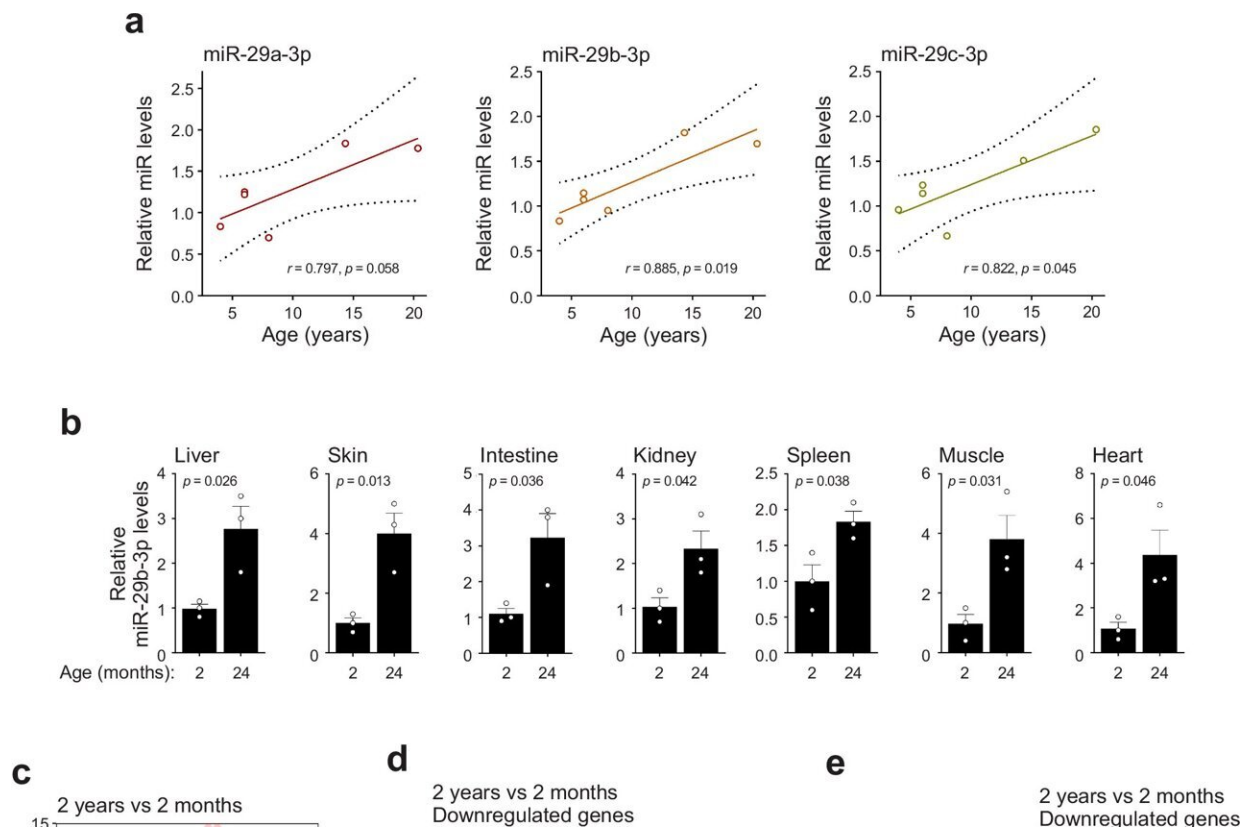 a
miR-29a-3p
miR-29b-3p
miR-29c-3p
Relative miR levels
2.5
2.0
1.5
1.0
0.5
0.0
r = 0.797, p = 0.058
5 10 15 20
Age (years)
Relative miR levels
2.5
2.0
1.5
1.0
0.5
0.0
r = 0.885, p = 0.019
5 10 15 20
Age (years)
Relative miR levels
2.5
2.0
1.5
1.0
0.5
0.0
r = 0.822, p = 0.045
5 10 15 20
Age (years)
b
Relative
miR-29b-3p levels
Liver
4
3
2
1
0
p = 0.026
Skin
6
4
2
0
p = 0.013
Intestine
5
4
3
2
1
0
p = 0.036
Kidney
4
3
2
1
0
p = 0.042
Spleen
2.5
2.0
1.5
1.0
0.5
0.0
p = 0.038
Muscle
6
4
2
0
p = 0.031
Heart
8
6
4
2
0
p = 0.046
Age (months): 2 24 2 24 2 24 2 24 2 24 2 24 2 24
c
2 years vs 2 months
15
d
2 years vs 2 months
Downregulated genes
e
2 years vs 2 months
Downregulated genes